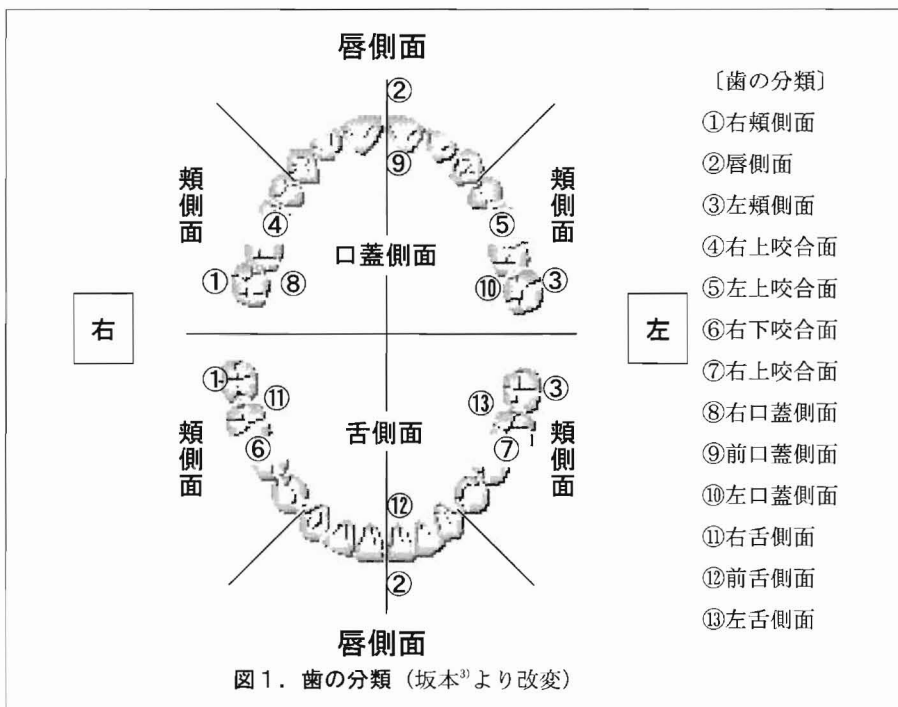 唇側面
②
⑨
頬側面
頬側面
④
⑤
口蓋側面
①
⑧
⑩
③
右
左
①
⑪
⑬
③
舌側面
頬側面
頬側面
⑥
⑦
⑫
②
唇側面
図1．歯の分類（坂本3)より改変）
〔歯の分類〕
①右頬側面
②唇側面
③左頬側面
④右上咬合面
⑤左上咬合面
⑥右下咬合面
⑦右上咬合面
⑧右口蓋側面
⑨前口蓋側面
⑩左口蓋側面
⑪右舌側面
⑫前舌側面
⑬左舌側面